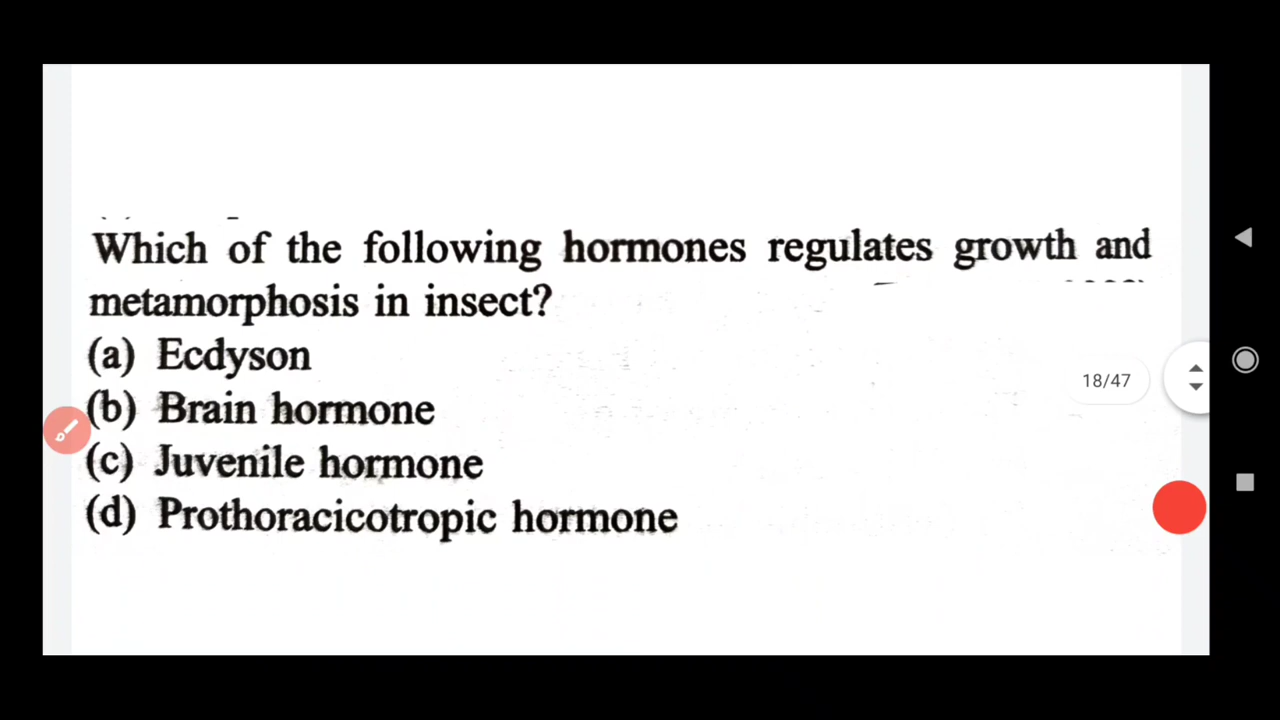 Which of the following hormones regulates growth and
metamorphosis in insect?
(a) Ecdyson
(b) Brain hormone
(c) Juvenile hormone
(d) Prothoracicotropic hormone
18/47